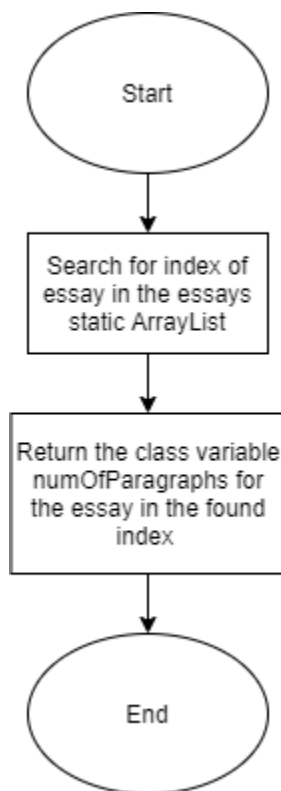 Start
Search for index of
essay in the essays
static ArrayList
Return the class variable
numOfParagraphs for
the essay in the found
index
End